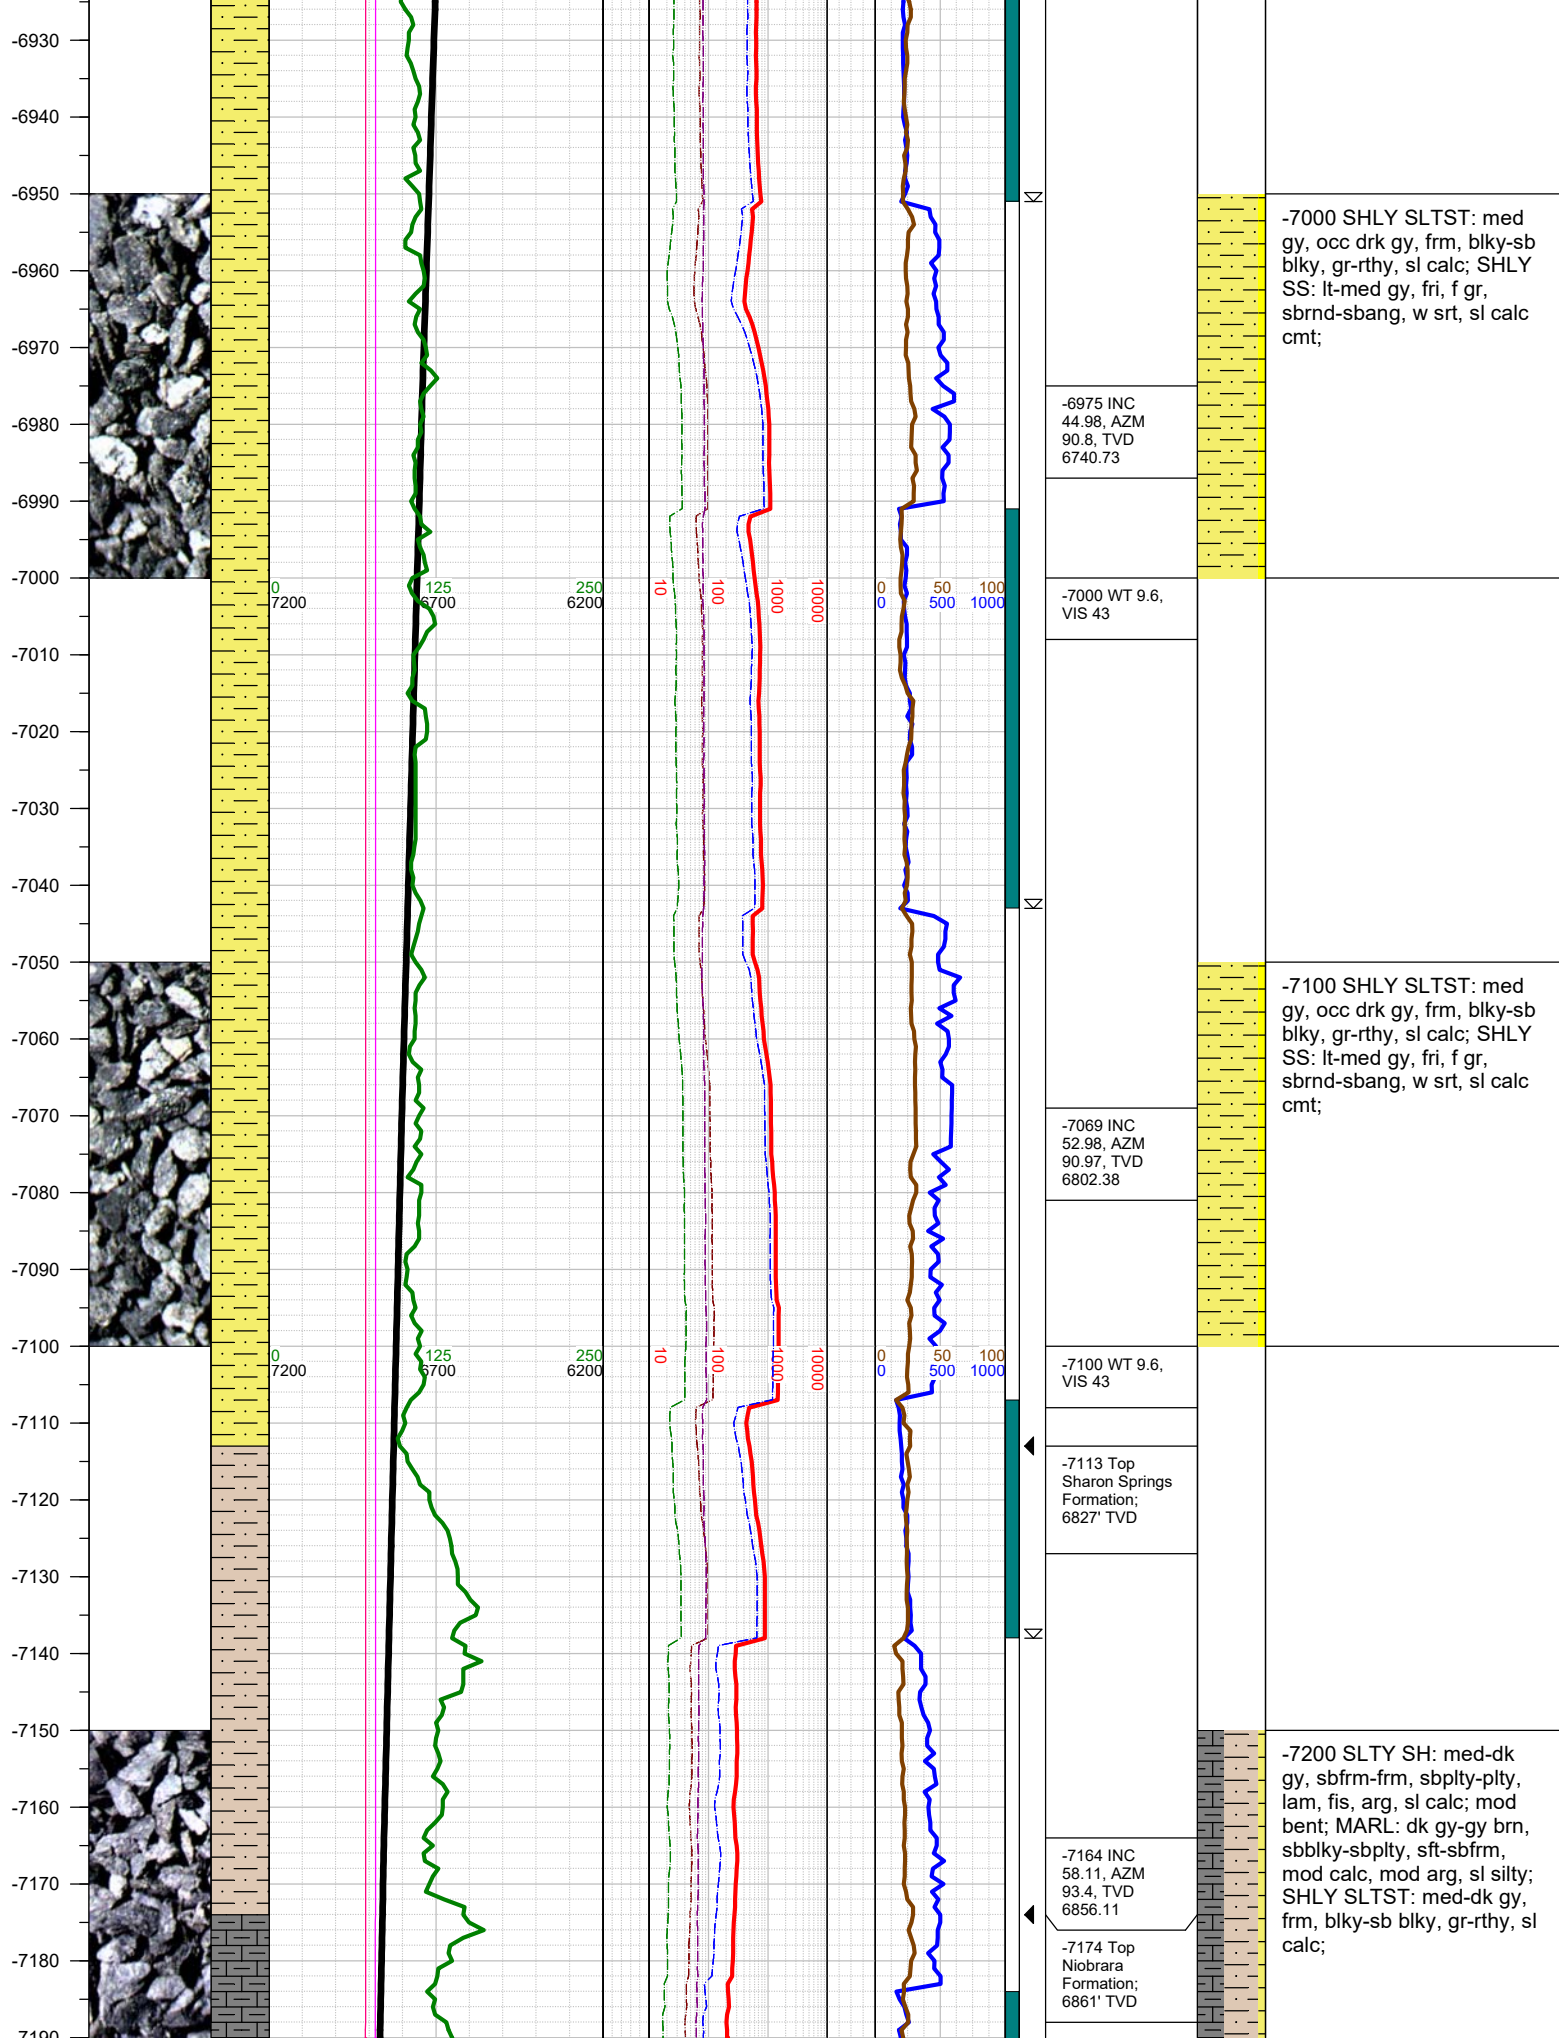 -6930
-6940
-6950
-7000 SHLY SLTST: med
gy, occ drk gy, frm, blky-sb
blky, gr-rthy, sl calc; SHLY
SS: lt-med gy, fri, f gr,
sbrnd-sbang, w srt, sl calc
cmt;
-6960
-6970
-6975 INC
44.98, AZM
90.8, TVD
6740.73
-6980
-6990
-7000
0 125 250 10 100 1000 10000 0 50 100
7200 6700 6200 0 500 1000
-7000 WT 9.6,
VIS 43
-7010
-7020
-7030
-7040
-7050
-7100 SHLY SLTST: med
gy, occ drk gy, frm, blky-sb
blky, gr-rthy, sl calc; SHLY
SS: lt-med gy, fri, f gr,
sbrnd-sbang, w srt, sl calc
cmt;
-7060
-7070
-7069 INC
52.98, AZM
90.97, TVD
6802.38
-7080
-7090
-7100
0 125 250 10 100 1000 10000 0 50 100
7200 6700 6200 0 500 1000
-7100 WT 9.6,
VIS 43
-7110
-7113 Top
Sharon Springs
Formation;
6827' TVD
-7120
-7130
-7140
-7150
-7200 SLTY SH: med-dk
gy, sbfrm-frm, sbplty-plty,
lam, fis, arg, sl calc; mod
bent; MARL: dk gy-gy brn,
sbblky-sbplty, sft-sbfrm,
mod calc, mod arg, sl silty;
SHLY SLTST: med-dk gy,
frm, blky-sb blky, gr-rthy, sl
calc;
-7160
-7170
-7164 INC
58.11, AZM
93.4, TVD
6856.11
-7180
-7174 Top
Niobrara
Formation;
6861' TVD
-7190